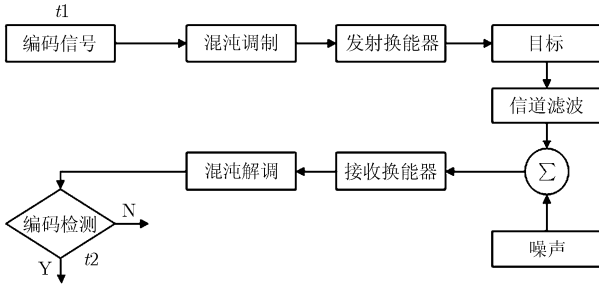 t1
编码信号
混沌调制
发射换能器
目标
信道滤波
混沌解调
接收换能器
∑
编码检测
N
Y
t2
噪声